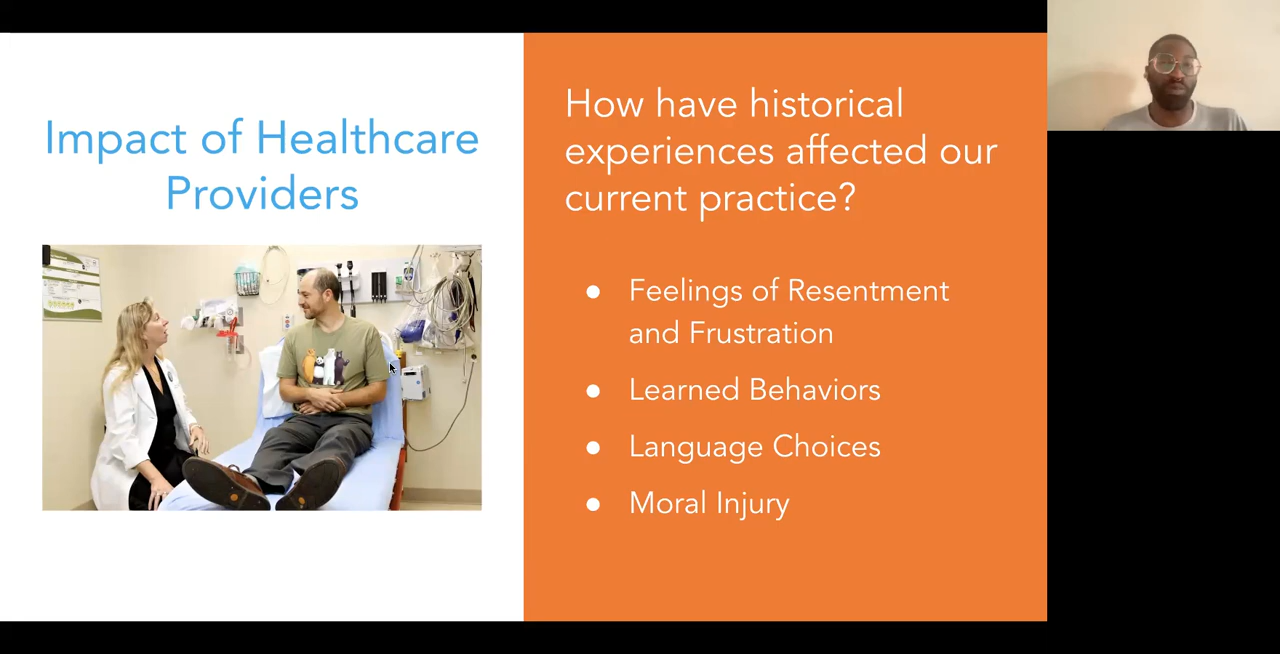 Impact of Healthcare
Providers
How have historical
experiences affected our
current practice?
● Feelings of Resentment
and Frustration
● Learned Behaviors
● Language Choices
● Moral Injury